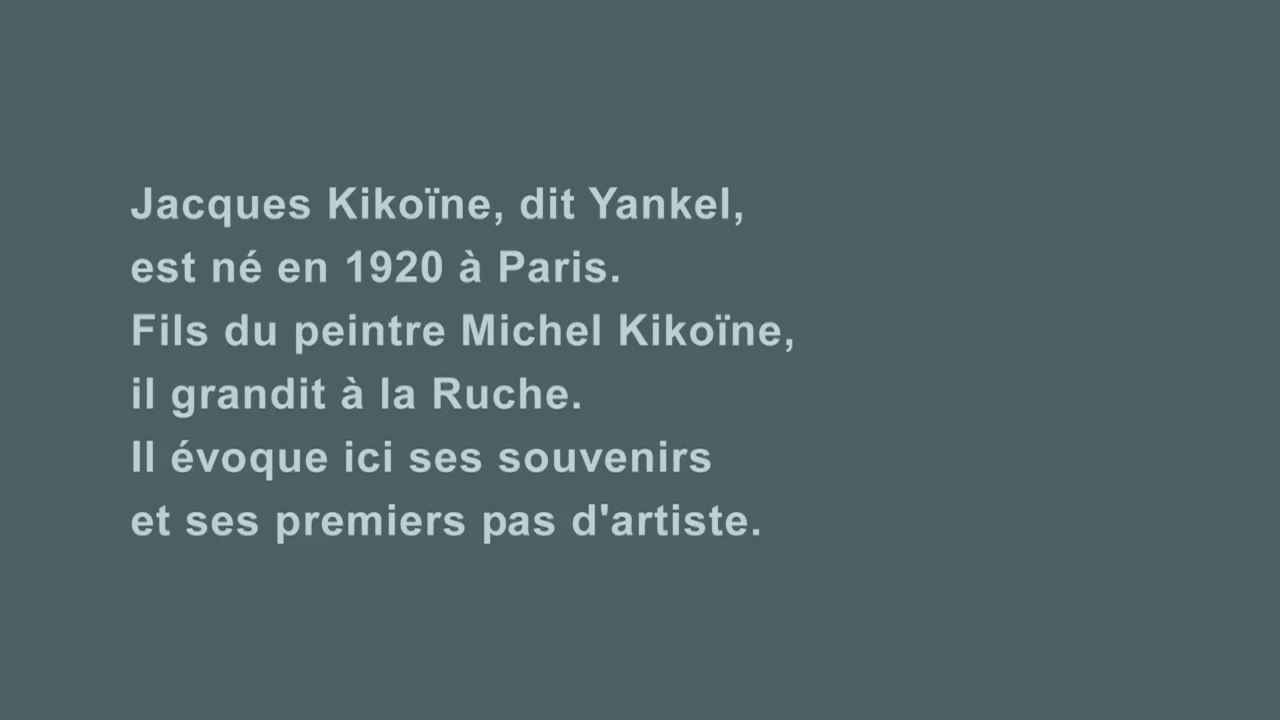 Jacques Kikoïne, dit Yankel,
est né en 1920 à Paris.
Fils du peintre Michel Kikoïne,
il grandit à la Ruche.
Il évoque ici ses souvenirs
et ses premiers pas d'artiste.